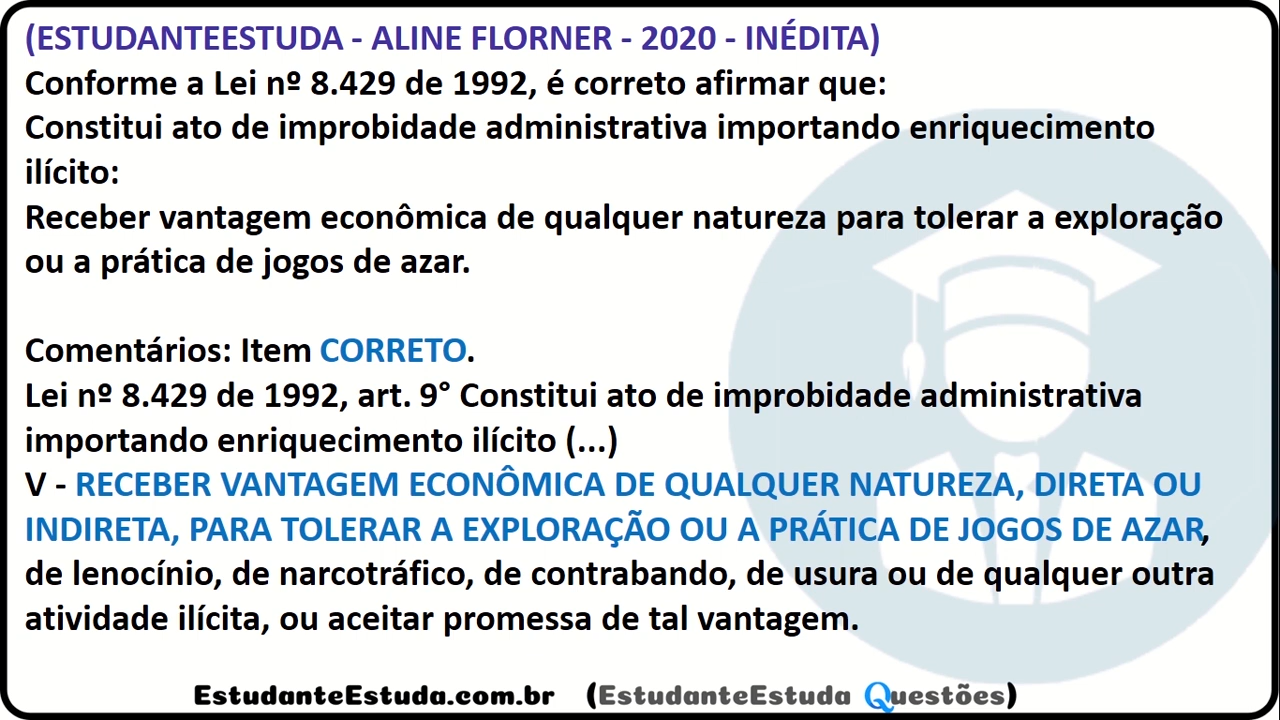 (ESTUDANTEESTUDA - ALINE FLORNER - 2020 - INÉDITA)
Conforme a Lei nº 8.429 de 1992, é correto afirmar que:
Constitui ato de improbidade administrativa importando enriquecimento
ilícito:
Receber vantagem econômica de qualquer natureza para tolerar a exploração
ou a prática de jogos de azar.
Comentários: Item CORRETO.
Lei nº 8.429 de 1992, art. 9° Constitui ato de improbidade administrativa
importando enriquecimento ilícito (...)
V - RECEBER VANTAGEM ECONÔMICA DE QUALQUER NATUREZA, DIRETA OU
INDIRETA, PARA TOLERAR A EXPLORAÇÃO OU A PRÁTICA DE JOGOS DE AZAR,
de lenocínio, de narcotráfico, de contrabando, de usura ou de qualquer outra
atividade ilícita, ou aceitar promessa de tal vantagem.
EstudanteEstuda.com.br (EstudanteEstuda Questões)